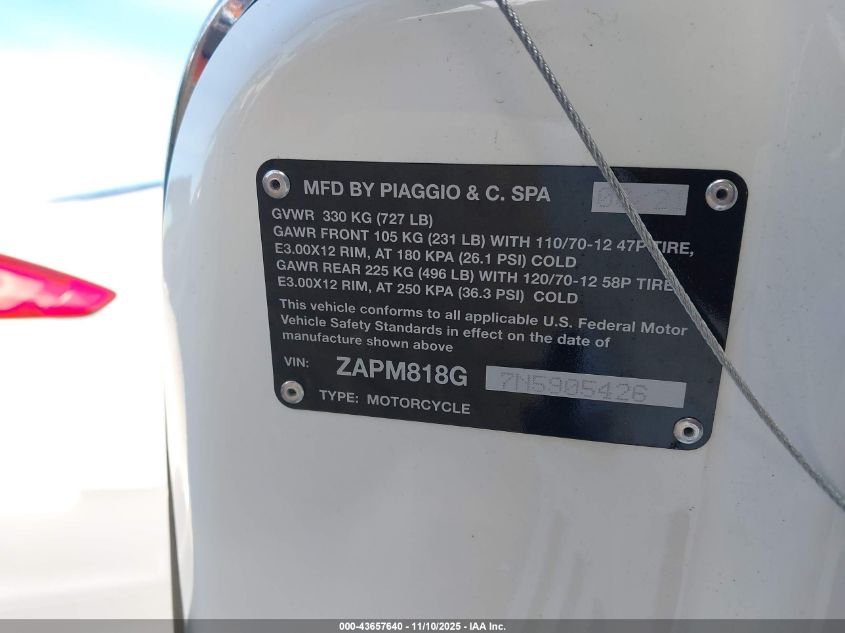 MFD BY PIAGGIO & C. SPA
GVWR 330 KG (727 LB)
GAWR FRONT 105 KG (231 LB) WITH 110/70-12 47P TIRE,
E3.00X12 RIM, AT 180 KPA (26.1 PSI) COLD
GAWR REAR 225 KG (496 LB) WITH 120/70-12 58P TIRE
E3.00X12 RIM, AT 250 KPA (36.3 PSI) COLD
This vehicle conforms to all applicable U.S. Federal Motor
Vehicle Safety Standards in effect on the date of
manufacture shown above
VIN: ZAPM818G 7N5905426
TYPE: MOTORCYCLE
000-43657640 — 11/10/2025 — IAA Inc.